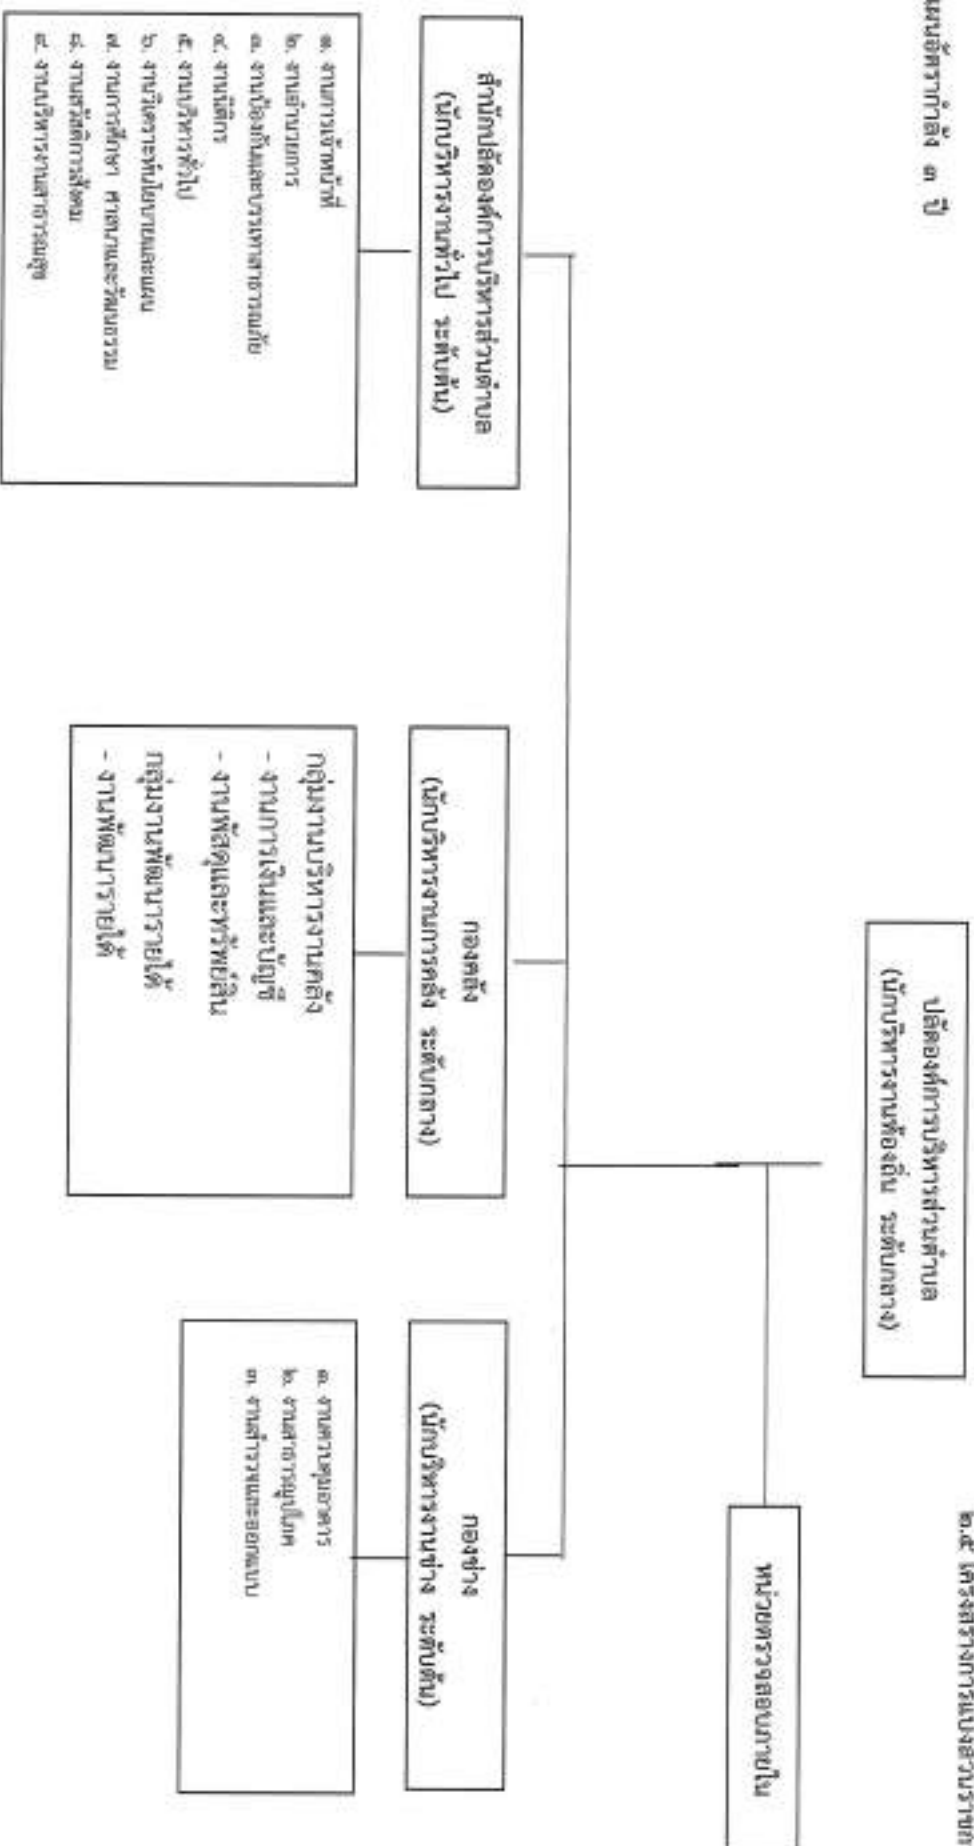 แผนอัตรากำลัง ๓ ปี
๒.๕ โครงสร้างการแบ่งส่วนราช
ปลัดองค์การบริหารส่วนตำบล
(นักบริหารงานท้องถิ่น ระดับกลาง)
หน่วยตรวจสอบภายใน
สำนักปลัดองค์การบริหารส่วนตำบล
(นักบริหารงานทั่วไป ระดับต้น)
๑. งานการเจ้าหน้าที่
๒. งานอำนวยการ
๓. งานป้องกันและบรรเทาสาธารณภัย
๔. งานนิติกร
๕. งานบริหารทั่วไป
๖. งานวิเคราะห์นโยบายและแผน
๗. งานการศึกษา ศาสนาและวัฒนธรรม
๘. งานสวัสดิการสังคม
๙. งานบริหารงานสาธารณสุข
กองคลัง
(นักบริหารงานการคลัง ระดับกลาง)
กลุ่มงานบริหารงานคลัง
- งานการเงินและบัญชี
- งานพัสดุและทรัพย์สิน
กลุ่มงานพัฒนารายได้
- งานพัฒนารายได้
กองช่าง
(นักบริหารงานช่าง ระดับต้น)
๑. งานควบคุมอาคาร
๒. งานสาธารณูปโภค
๓. งานสำรวจและออกแบบ